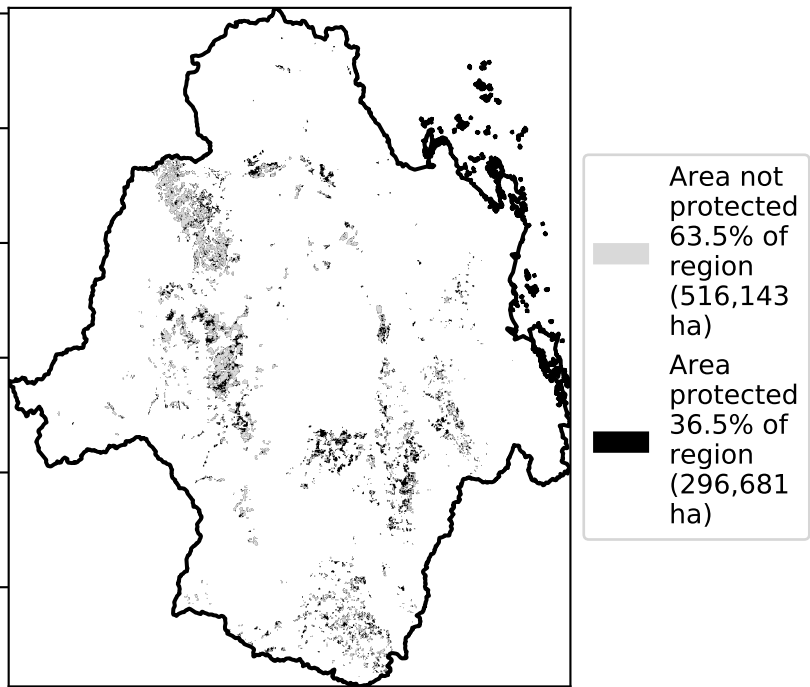 Area not
protected
63.5% of
region
(516,143
ha)
Area
protected
36.5% of
region
(296,681
ha)